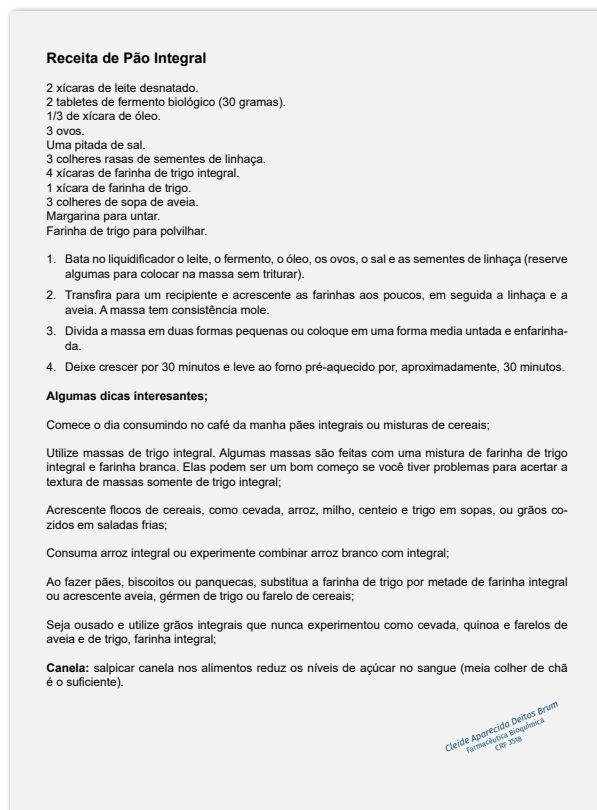 Receita de Pão Integral
2 xícaras de leite desnatado.
2 tabletes de fermento biológico (30 gramas).
1/3 de xícara de óleo.
3 ovos.
Uma pitada de sal.
3 colheres rasas de sementes de linhaça.
4 xícaras de farinha de trigo integral.
1 xícara de farinha de trigo.
3 colheres de sopa de aveia.
Margarina para untar.
Farinha de trigo para polvilhar.
1. Bata no liquidificador o leite, o fermento, o óleo, os ovos, o sal e as sementes de linhaça (reserve
algumas para colocar na massa sem triturar).
2. Transfira para um recipiente e acrescente as farinhas aos poucos, em seguida a linhaça e a
aveia. A massa tem consistência mole.
3. Divida a massa em duas formas pequenas ou coloque em uma forma media untada e enfarinha-
da.
4. Deixe crescer por 30 minutos e leve ao forno pré-aquecido por, aproximadamente, 30 minutos.
Algumas dicas interesantes;
Comece o dia consumindo no café da manha pães integrais ou misturas de cereais;
Utilize massas de trigo integral. Algumas massas são feitas com uma mistura de farinha de trigo
integral e farinha branca. Elas podem ser um bom começo se você tiver problemas para acertar a
textura de massas somente de trigo integral;
Acrescente flocos de cereais, como cevada, arroz, milho, centeio e trigo em sopas, ou grãos co-
zidos em saladas frias;
Consuma arroz integral ou experimente combinar arroz branco com integral;
Ao fazer pães, biscoitos ou panquecas, substitua a farinha de trigo por metade de farinha integral
ou acrescente aveia, gérmen de trigo ou farelo de cereais;
Seja ousado e utilize grãos integrais que nunca experimentou como cevada, quinoa e farelos de
aveia e de trigo, farinha integral;
Canela: salpicar canela nos alimentos reduz os níveis de açúcar no sangue (meia colher de chã
é o suficiente).
Cleide Aparecida Deitos Brum
Farmacêutica Bioquímica
CRF 3518